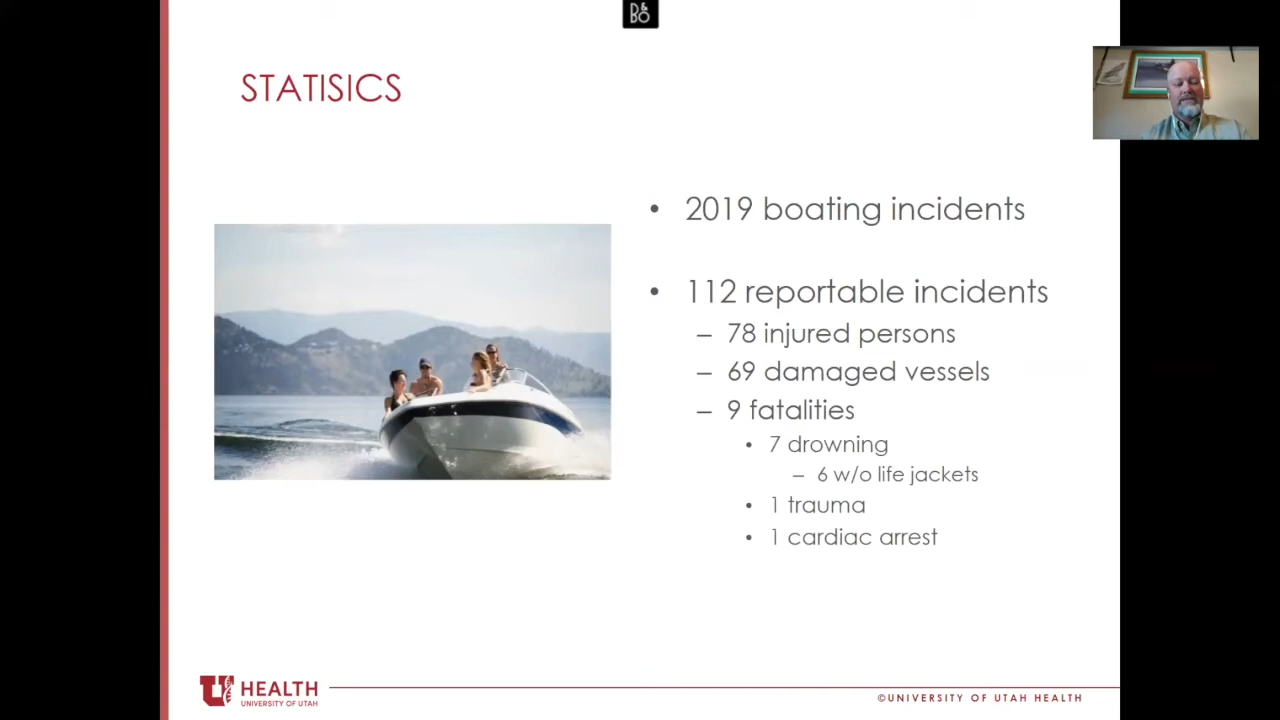 B&O
STATISICS
• 2019 boating incidents
• 112 reportable incidents
– 78 injured persons
– 69 damaged vessels
– 9 fatalities
• 7 drowning
– 6 w/o life jackets
• 1 trauma
• 1 cardiac arrest
U HEALTH
UNIVERSITY OF UTAH
©UNIVERSITY OF UTAH HEALTH